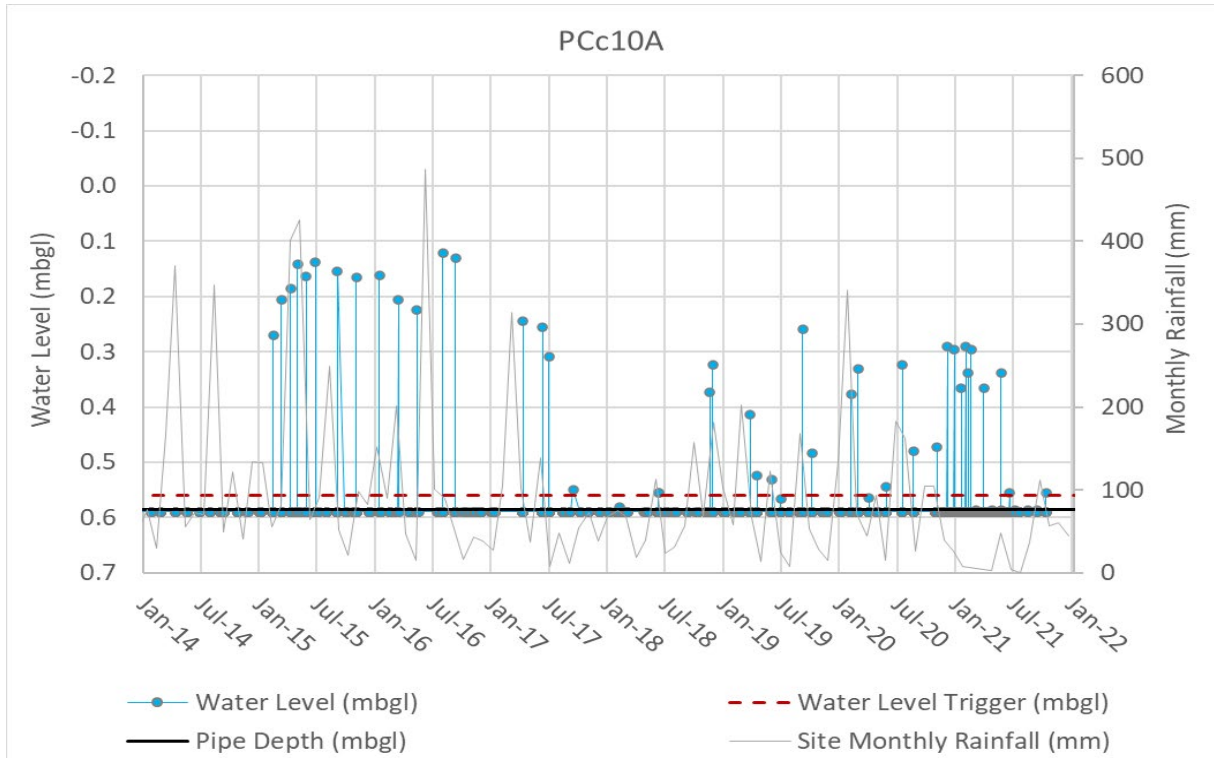 PCc10A
-0.2
-0.1
0.0
0.1
0.2
0.3
0.4
0.5
0.6
0.7
Water Level (mbgl)
600
500
400
300
200
100
0
Monthly Rainfall (mm)
Jan-14
Jul-14
Jan-15
Jul-15
Jan-16
Jul-16
Jan-17
Jul-17
Jan-18
Jul-18
Jan-19
Jul-19
Jan-20
Jul-20
Jan-21
Jul-21
Jan-22
Water Level (mbgl)
Water Level Trigger (mbgl)
Pipe Depth (mbgl)
Site Monthly Rainfall (mm)